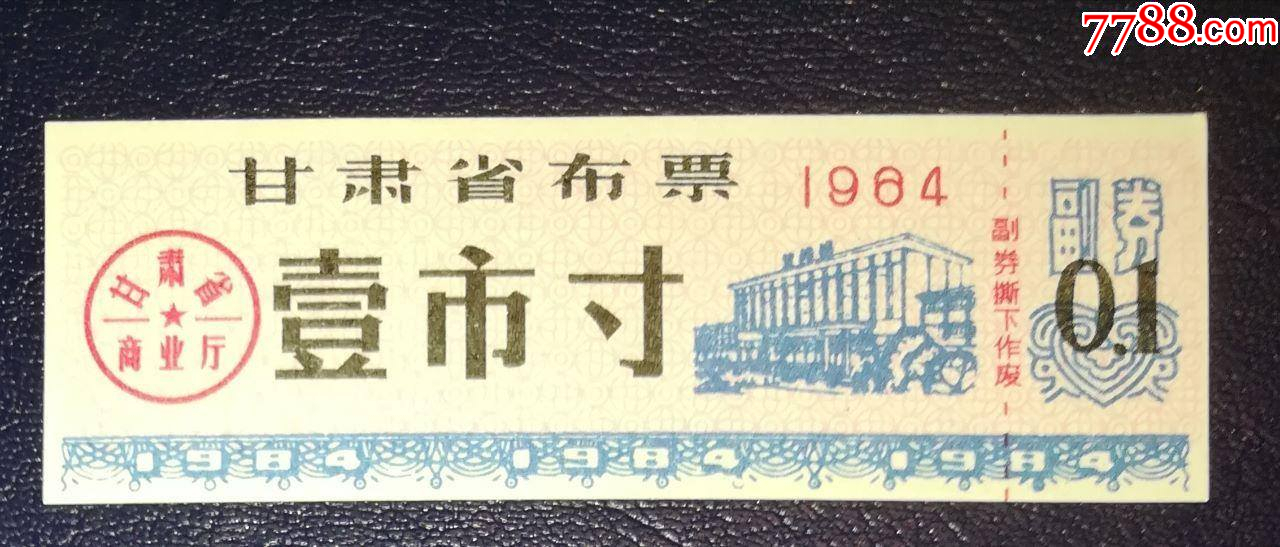 7788.com
甘肃省布票 1984
甘肃省
商业厅
壹市寸
副券撕下作废
副券
0.1
1984 1984 1984